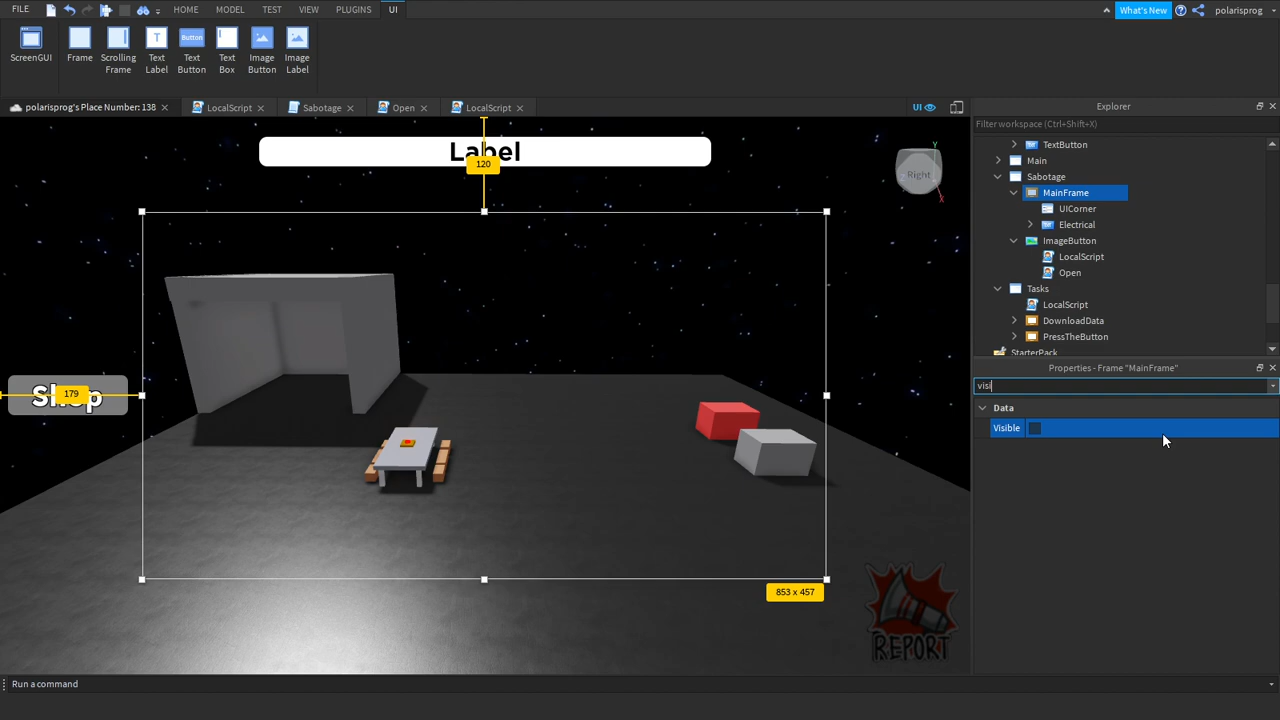 FILE HOME MODEL TEST VIEW PLUGINS UI What's New polarisprog
ScreenGUI Frame Scrolling Frame Text Label Button Text Button Text Box Image Button Image Label
polarisprog's Place Number: 138 LocalScript Sabotage Open LocalScript UI
Explorer
Filter workspace (Ctrl+Shift+X)
TextButton
Main
Sabotage
MainFrame
UICorner
Electrical
ImageButton
LocalScript
Open
Tasks
LocalScript
DownloadData
PressTheButton
StarterPack
Properties - Frame "MainFrame"
visi
Data
Visible
Label
120
Y
Right
X
Shop
179
853 x 457
REPORT
Run a command